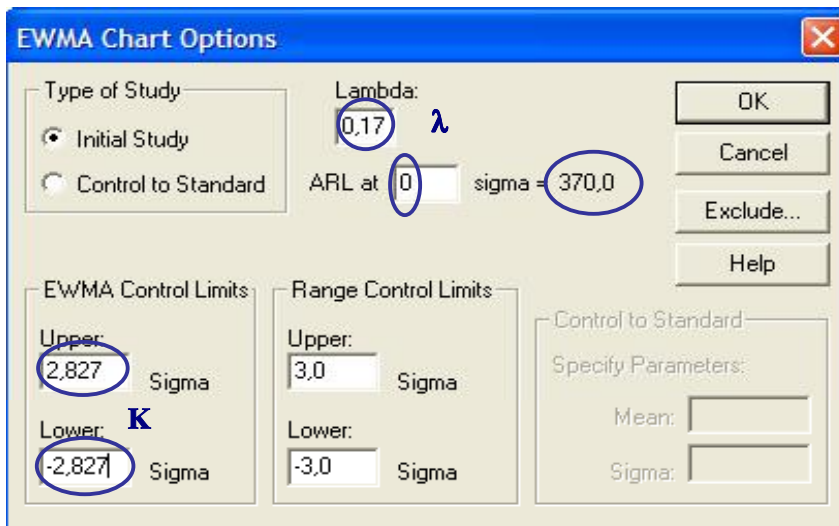 EWMA Chart Options
Type of Study
Initial Study
Control to Standard
Lambda:
0,17 λ
ARL at 0 sigma = 370,0
OK
Cancel
Exclude...
Help
EWMA Control Limits
Upper:
2,827 Sigma
K
Lower:
-2,827 Sigma
Range Control Limits
Upper:
3,0 Sigma
Lower:
-3,0 Sigma
Control to Standard
Specify Parameters:
Mean:
Sigma: